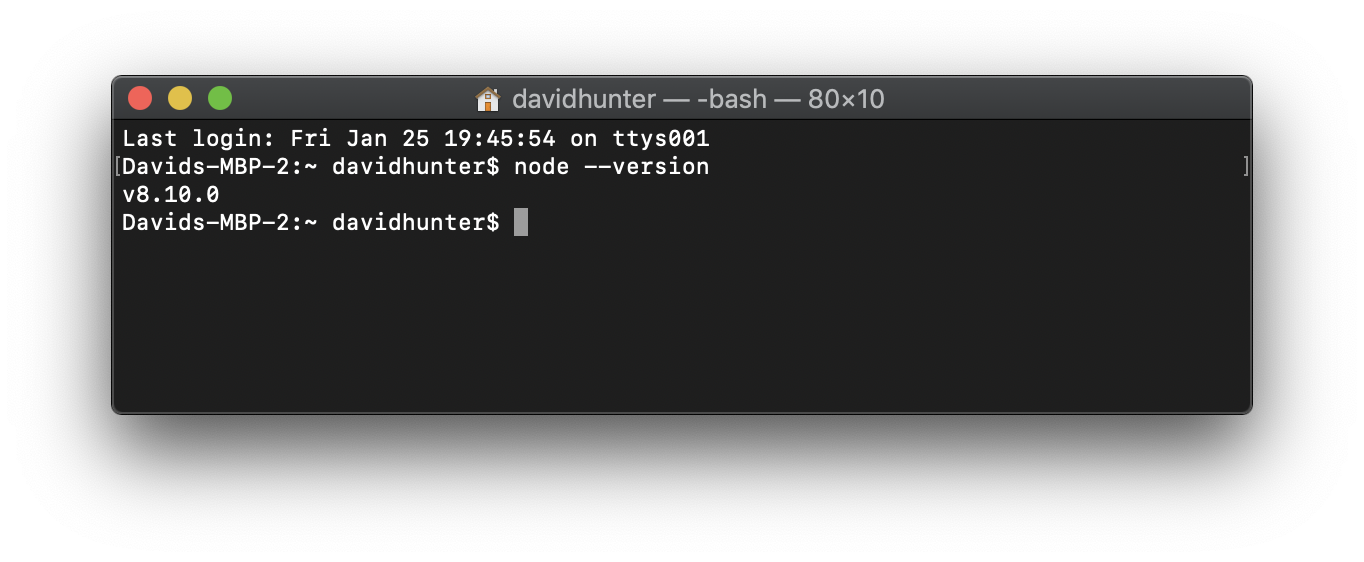 davidhunter — -bash — 80×10
Last login: Fri Jan 25 19:45:54 on ttys001
[Davids-MBP-2:~ davidhunter$ node --version ]
v8.10.0
Davids-MBP-2:~ davidhunter$